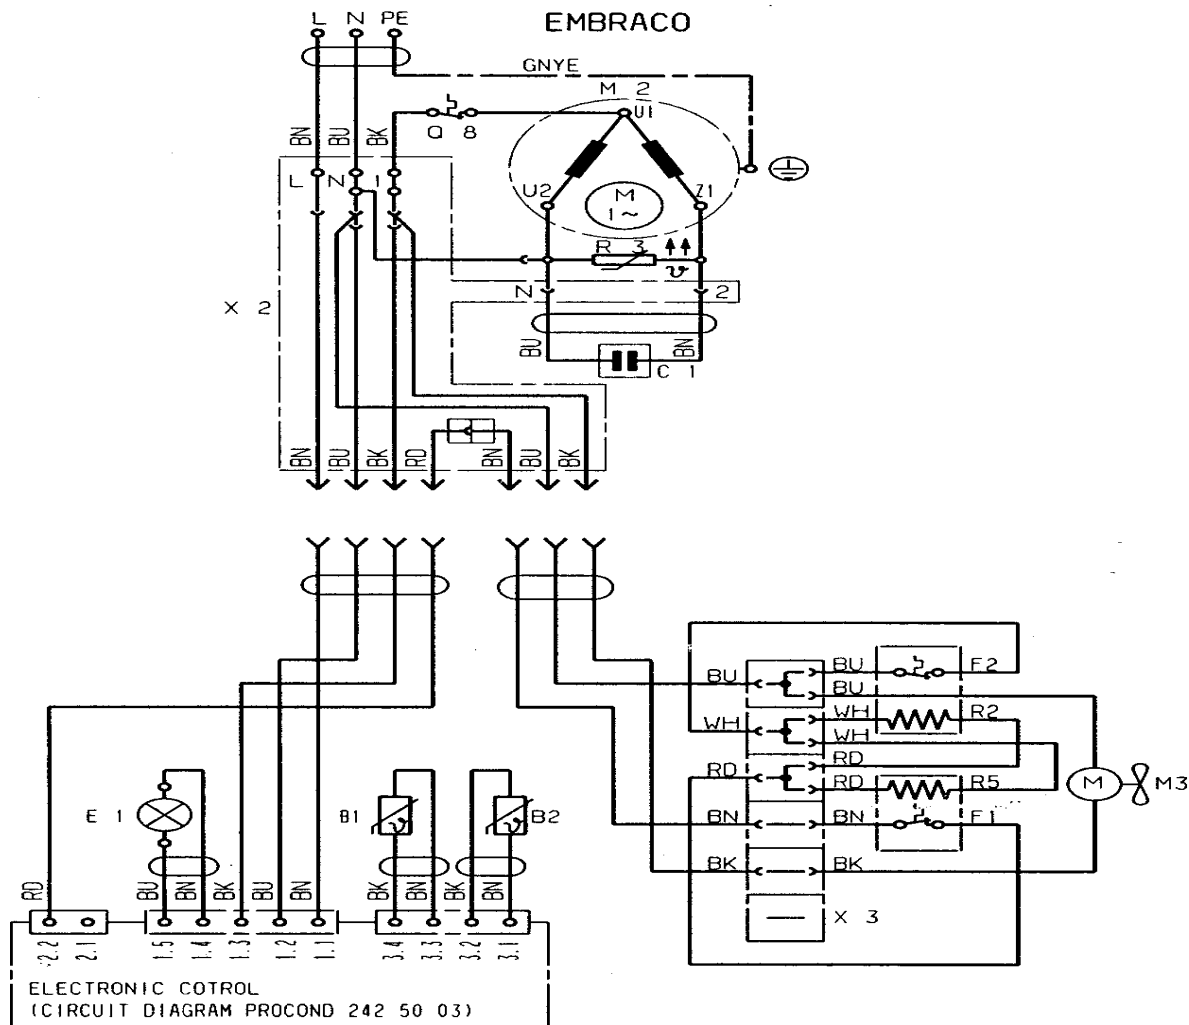 L N PE EMBRACO
GNYE
M 2
U1
BN BU BK Q 8
L N 1 U2 M 1~ Z1
R 3
X 2 N 2
BU BN
C 1
BN BU BK RD BN BU BK
BU BU F2
BU
WH WH R2
WH
RD RD
RD R5 M M3
E 1 B1 B2 BN BN F1
BK BK
RD BU BN BK BU BN BK BN BK BN
X 3
2.2 2.1 1.5 1.4 1.3 1.2 1.1 3.4 3.3 3.2 3.1
ELECTRONIC COTROL
(CIRCUIT DIAGRAM PROCOND 242 50 03)